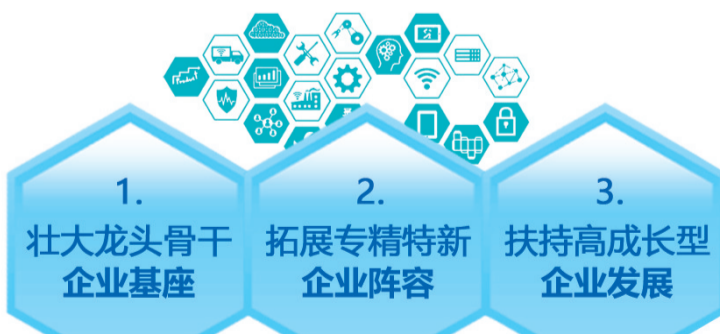 Product
1.
壮大龙头骨干
企业基座
2.
拓展专精特新
企业阵容
3.
扶持高成长型
企业发展